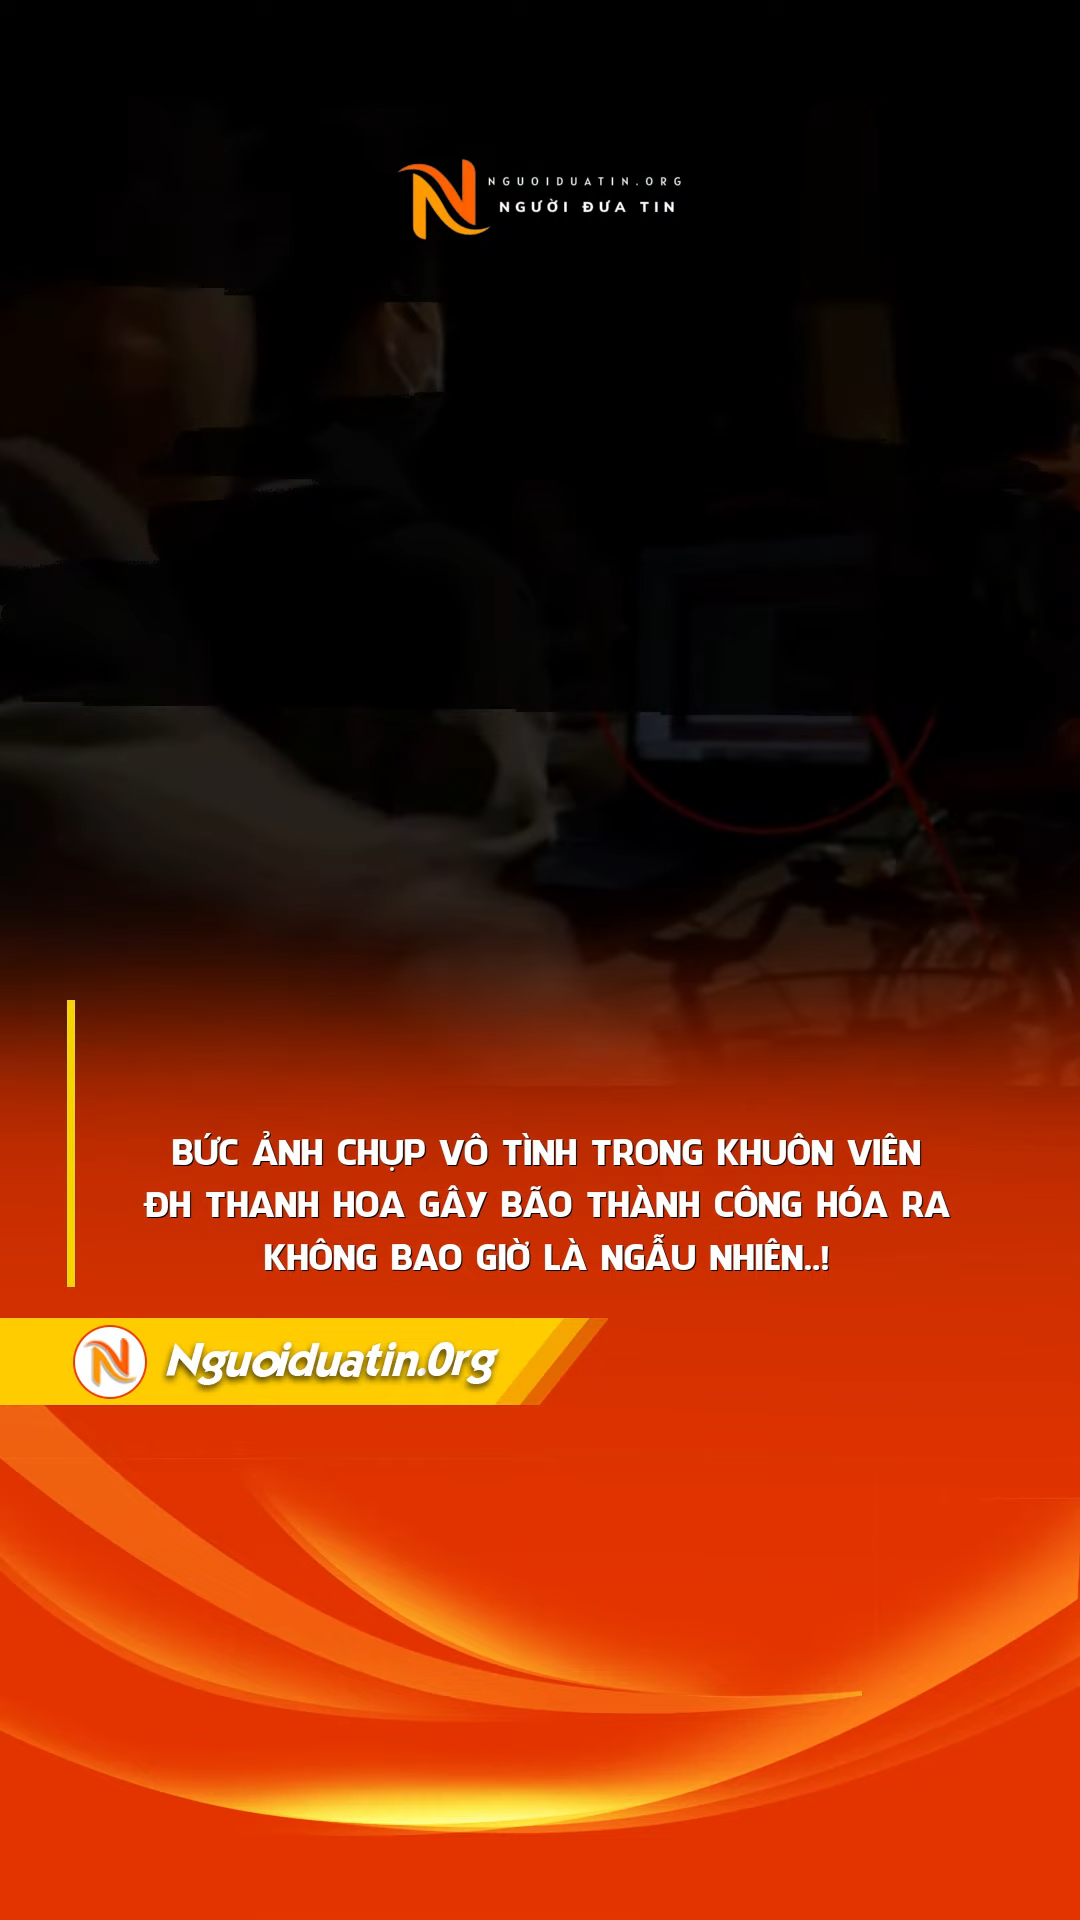 NGUOIDUATIN.ORG
NGƯỜI ĐƯA TIN
BỨC ẢNH CHỤP VÔ TÌNH TRONG KHUÔN VIÊN
ĐH THANH HOA GÂY BÃO THÀNH CÔNG HÓA RA
KHÔNG BAO GIỜ LÀ NGẪU NHIÊN..!
Nguoiduatin.Org